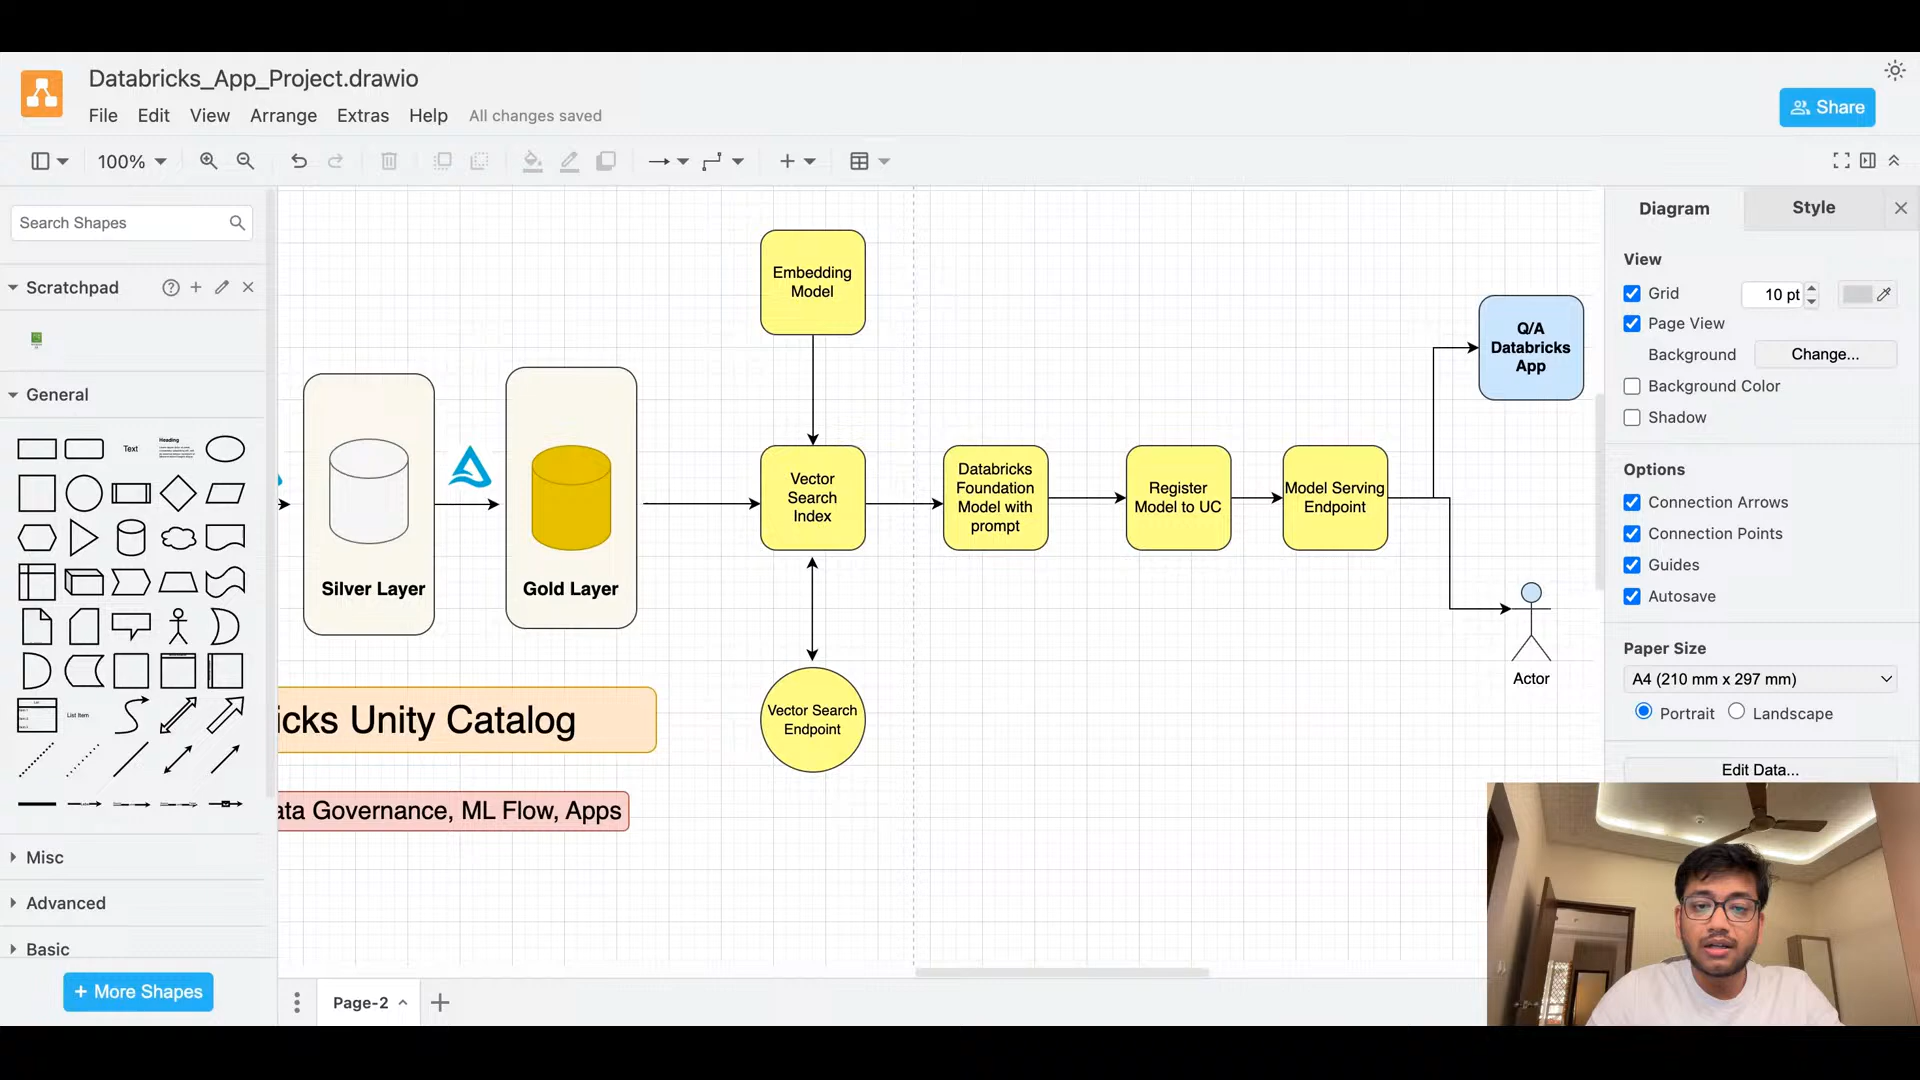 Databricks_App_Project.drawio
File Edit View Arrange Extras Help All changes saved
Share
100%
Search Shapes
Scratchpad
General
Text
Heading
List Item
Misc
Advanced
Basic
+ More Shapes
Embedding
Model
Silver Layer
Gold Layer
Vector
Search
Index
Databricks
Foundation
Model with
prompt
Register
Model to UC
Model Serving
Endpoint
Q/A
Databricks
App
Actor
Vector Search
Endpoint
icks Unity Catalog
ata Governance, ML Flow, Apps
Page-2
Diagram
Style
View
Grid
10 pt
Page View
Background
Change...
Background Color
Shadow
Options
Connection Arrows
Connection Points
Guides
Autosave
Paper Size
A4 (210 mm x 297 mm)
Portrait Landscape
Edit Data...